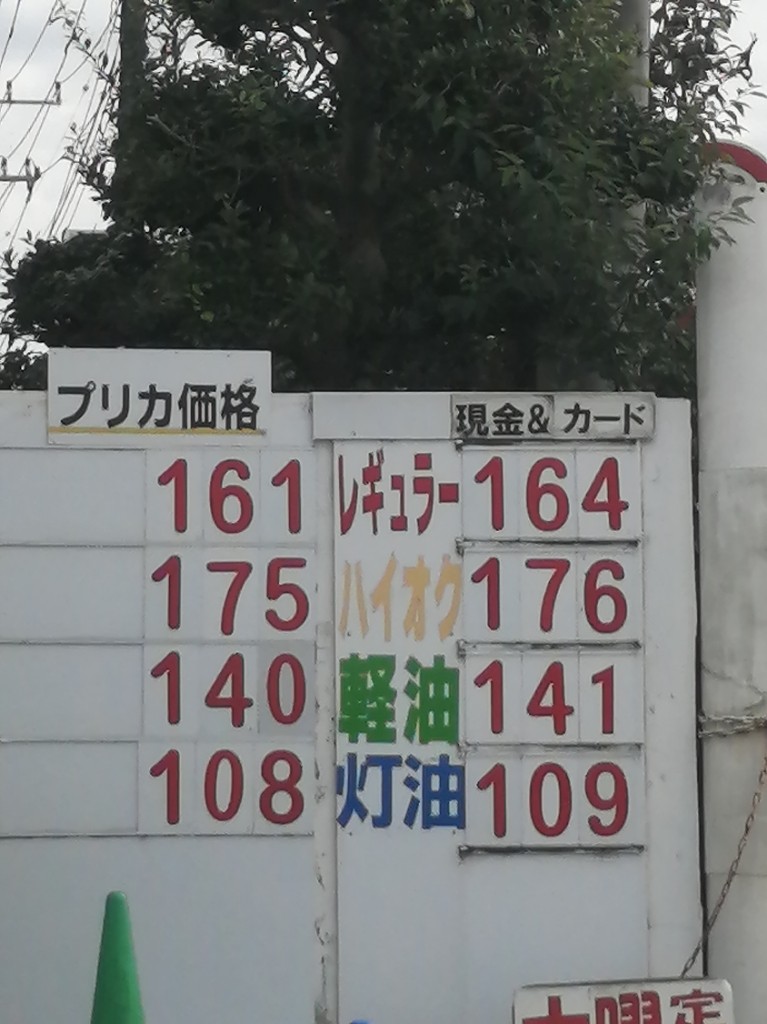 プリカ価格 現金& カード
161 レギュラー 164
175 ハイオク 176
140 軽油 141
108 灯油 109